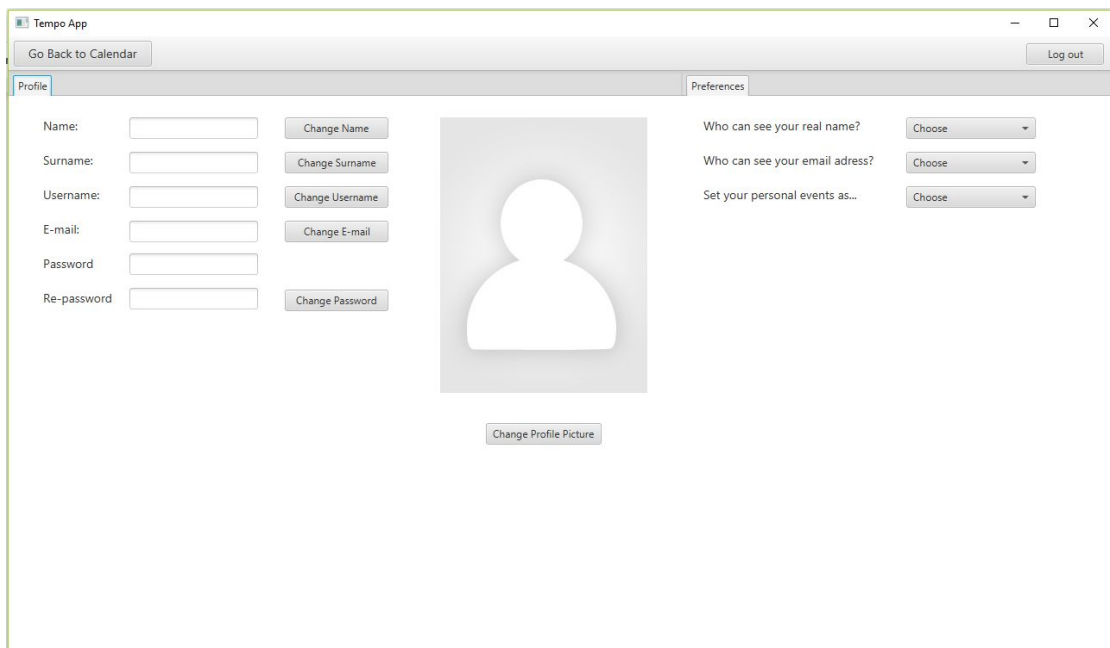 Tempo App
Go Back to Calendar
Log out
Profile
Preferences
Name:
Change Name
Surname:
Change Surname
Username:
Change Username
E-mail:
Change E-mail
Password
Re-password
Change Password
Change Profile Picture
Who can see your real name?
Choose
Who can see your email adress?
Choose
Set your personal events as...
Choose